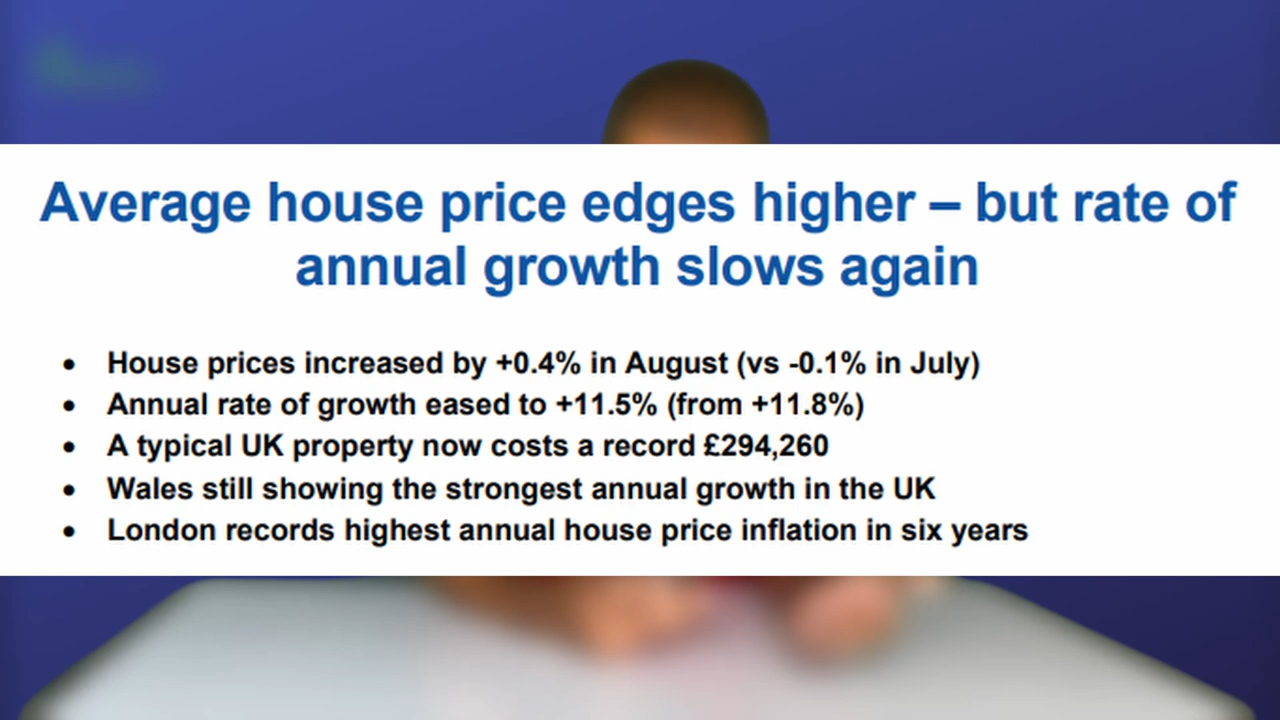 Average house price edges higher – but rate of
annual growth slows again
• House prices increased by +0.4% in August (vs -0.1% in July)
• Annual rate of growth eased to +11.5% (from +11.8%)
• A typical UK property now costs a record £294,260
• Wales still showing the strongest annual growth in the UK
• London records highest annual house price inflation in six years